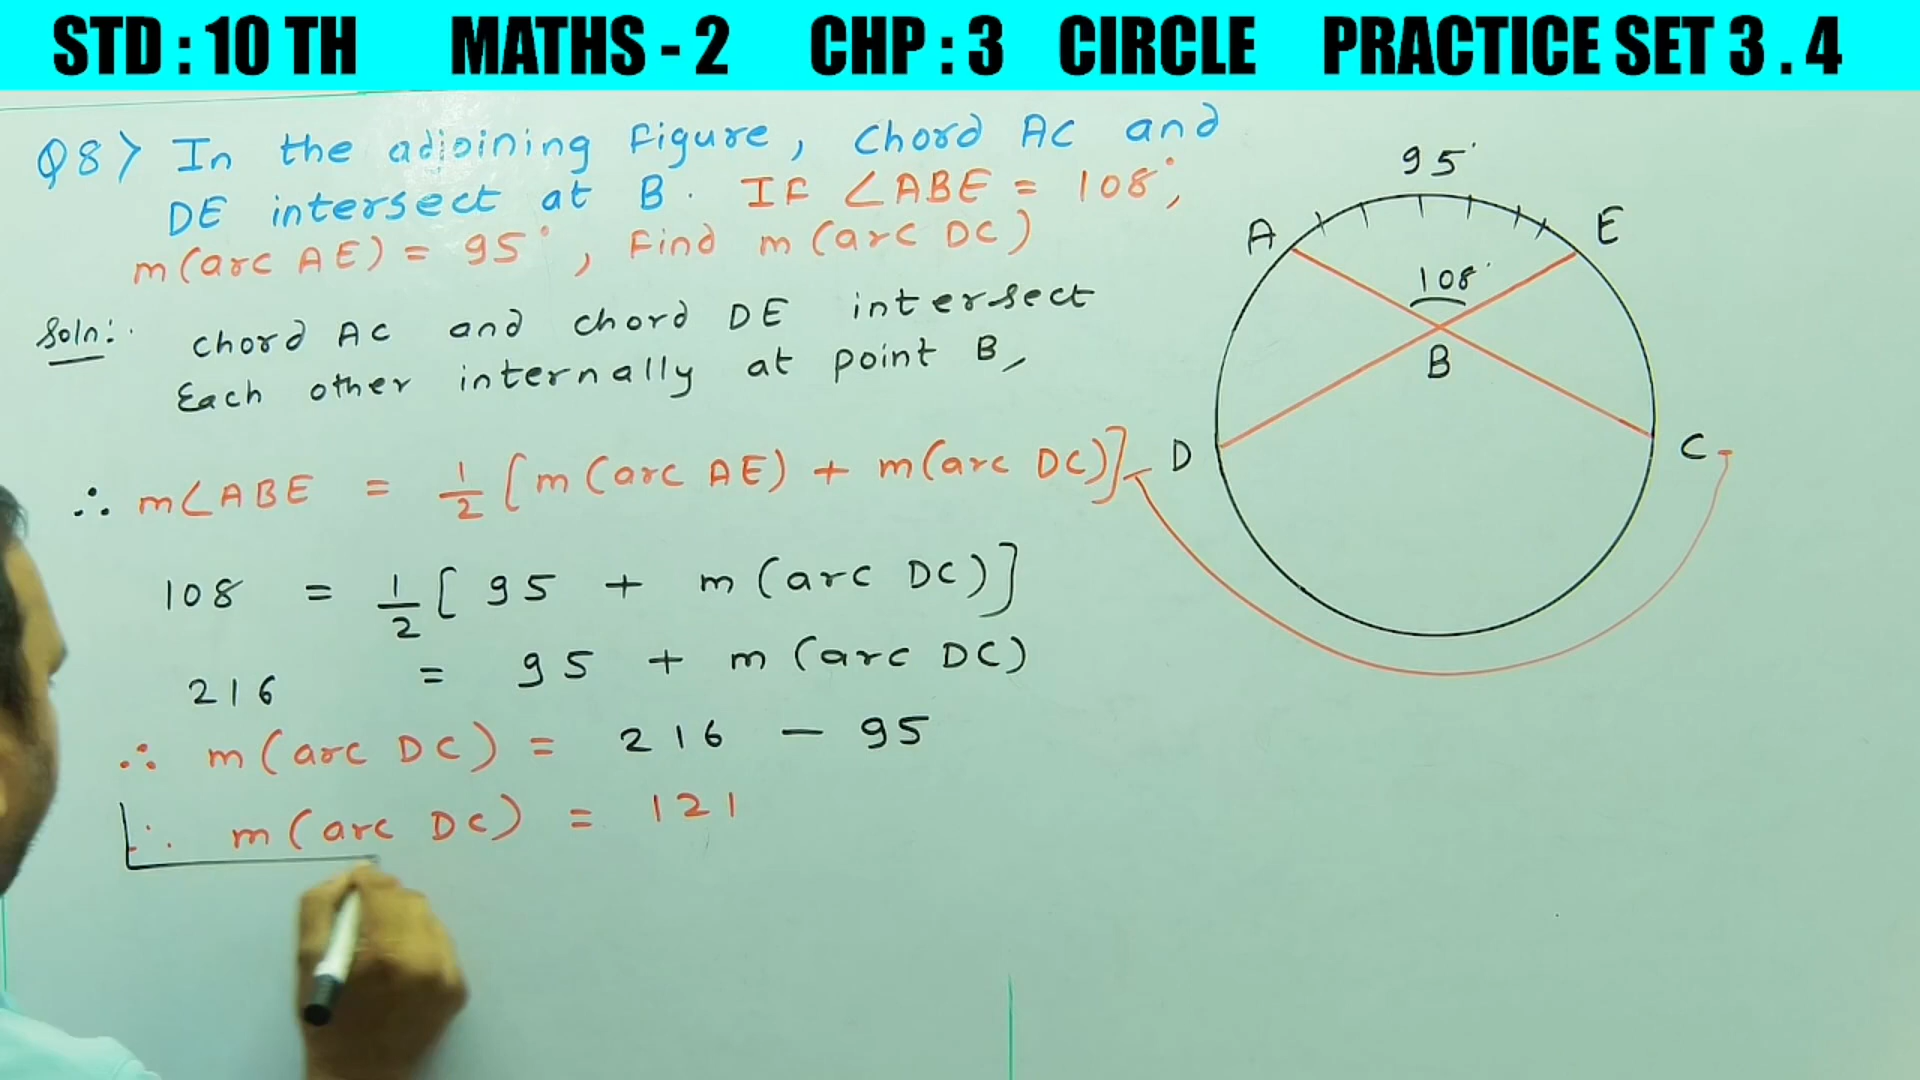 STD : 10 TH MATHS - 2 CHP : 3 CIRCLE PRACTICE SET 3 . 4
Q8> In the adjoining Figure, chord AC and
DE intersect at B. IF ∠ABE = 108°,
m(arc AE) = 95°, Find m(arc DC)
Soln:- chord AC and chord DE intersect
Each other internally at point B,
∴ m∠ABE = 1/2 [m(arc AE) + m(arc DC)]
108 = 1/2 [95 + m(arc DC)]
216 = 95 + m(arc DC)
∴ m(arc DC) = 216 - 95
∴ m(arc DC) = 121
95°
A
E
108°
B
D
C